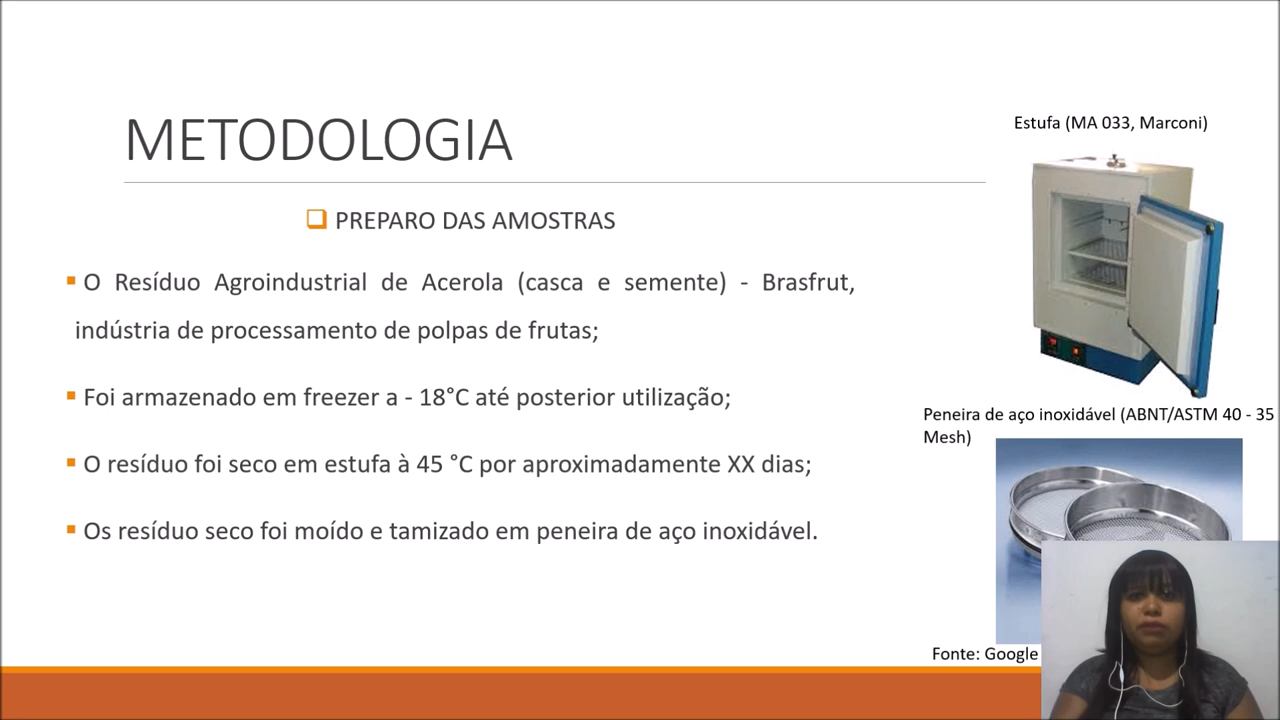 METODOLOGIA
PREPARO DAS AMOSTRAS
O Resíduo Agroindustrial de Acerola (casca e semente) - Brasfrut,
indústria de processamento de polpas de frutas;
Foi armazenado em freezer a - 18°C até posterior utilização;
O resíduo foi seco em estufa à 45 °C por aproximadamente XX dias;
Os resíduo seco foi moído e tamizado em peneira de aço inoxidável.
Estufa (MA 033, Marconi)
Peneira de aço inoxidável (ABNT/ASTM 40 - 35
Mesh)
Fonte: Google